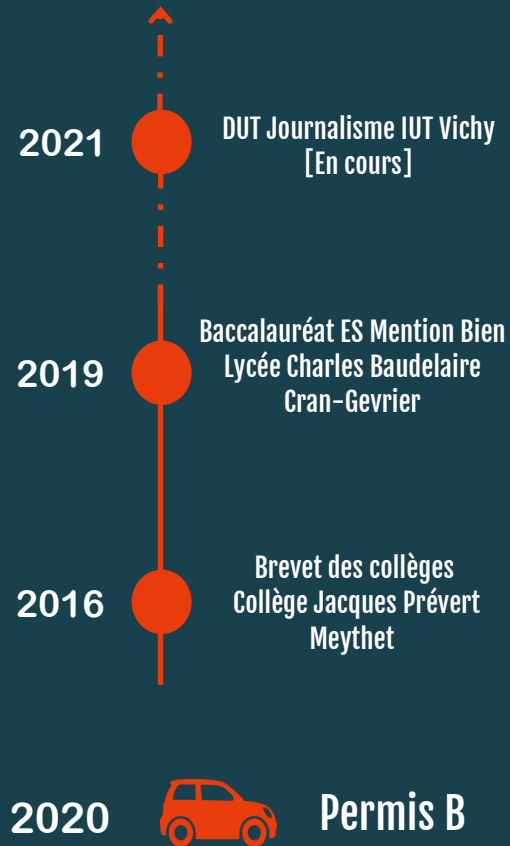 2021
DUT Journalisme IUT Vichy
[En cours]
2019
Baccalauréat ES Mention Bien
Lycée Charles Baudelaire
Cran-Gevrier
2016
Brevet des collèges
Collège Jacques Prévert
Meythet
2020
Permis B